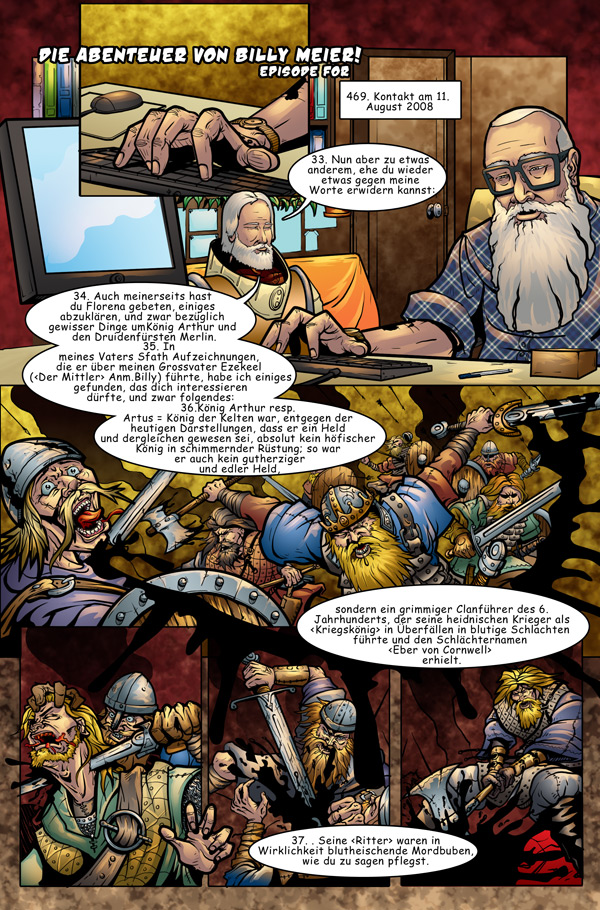 DIE ABENTEUER VON BILLY MEIER!
EPISODE FOR
469. Kontakt am 11.
August 2008
33. Nun aber zu etwas
anderem, ehe du wieder
etwas gegen meine
Worte erwidern kannst:
34. Auch meinerseits hast
du Florena gebeten, einiges
abzuklären, und zwar bezüglich
gewisser Dinge umKönig Arthur und
den Druidenfürsten Merlin.
35. In
meines Vaters Sfath Aufzeichnungen,
die er über meinen Grossvater Ezekeel
(‹Der Mittler› Anm.Billy) führte, habe ich einiges
gefunden, das dich interessieren
dürfte, und zwar folgendes:
36.König Arthur resp.
Artus = König der Kelten war, entgegen der
heutigen Darstellungen, dass er ein Held
und dergleichen gewesen sei, absolut kein höfischer
König in schimmernder Rüstung; so war
er auch kein gutherziger
und edler Held,
sondern ein grimmiger Clanführer des 6.
Jahrhunderts, der seine heidnischen Krieger als
‹Kriegskönig› in Überfällen in blutige Schlachten
führte und den Schlächternamen
‹Eber von Cornwell›
erhielt.
37. . Seine ‹Ritter› waren in
Wirklichkeit blutheischende Mordbuben,
wie du zu sagen pflegst.